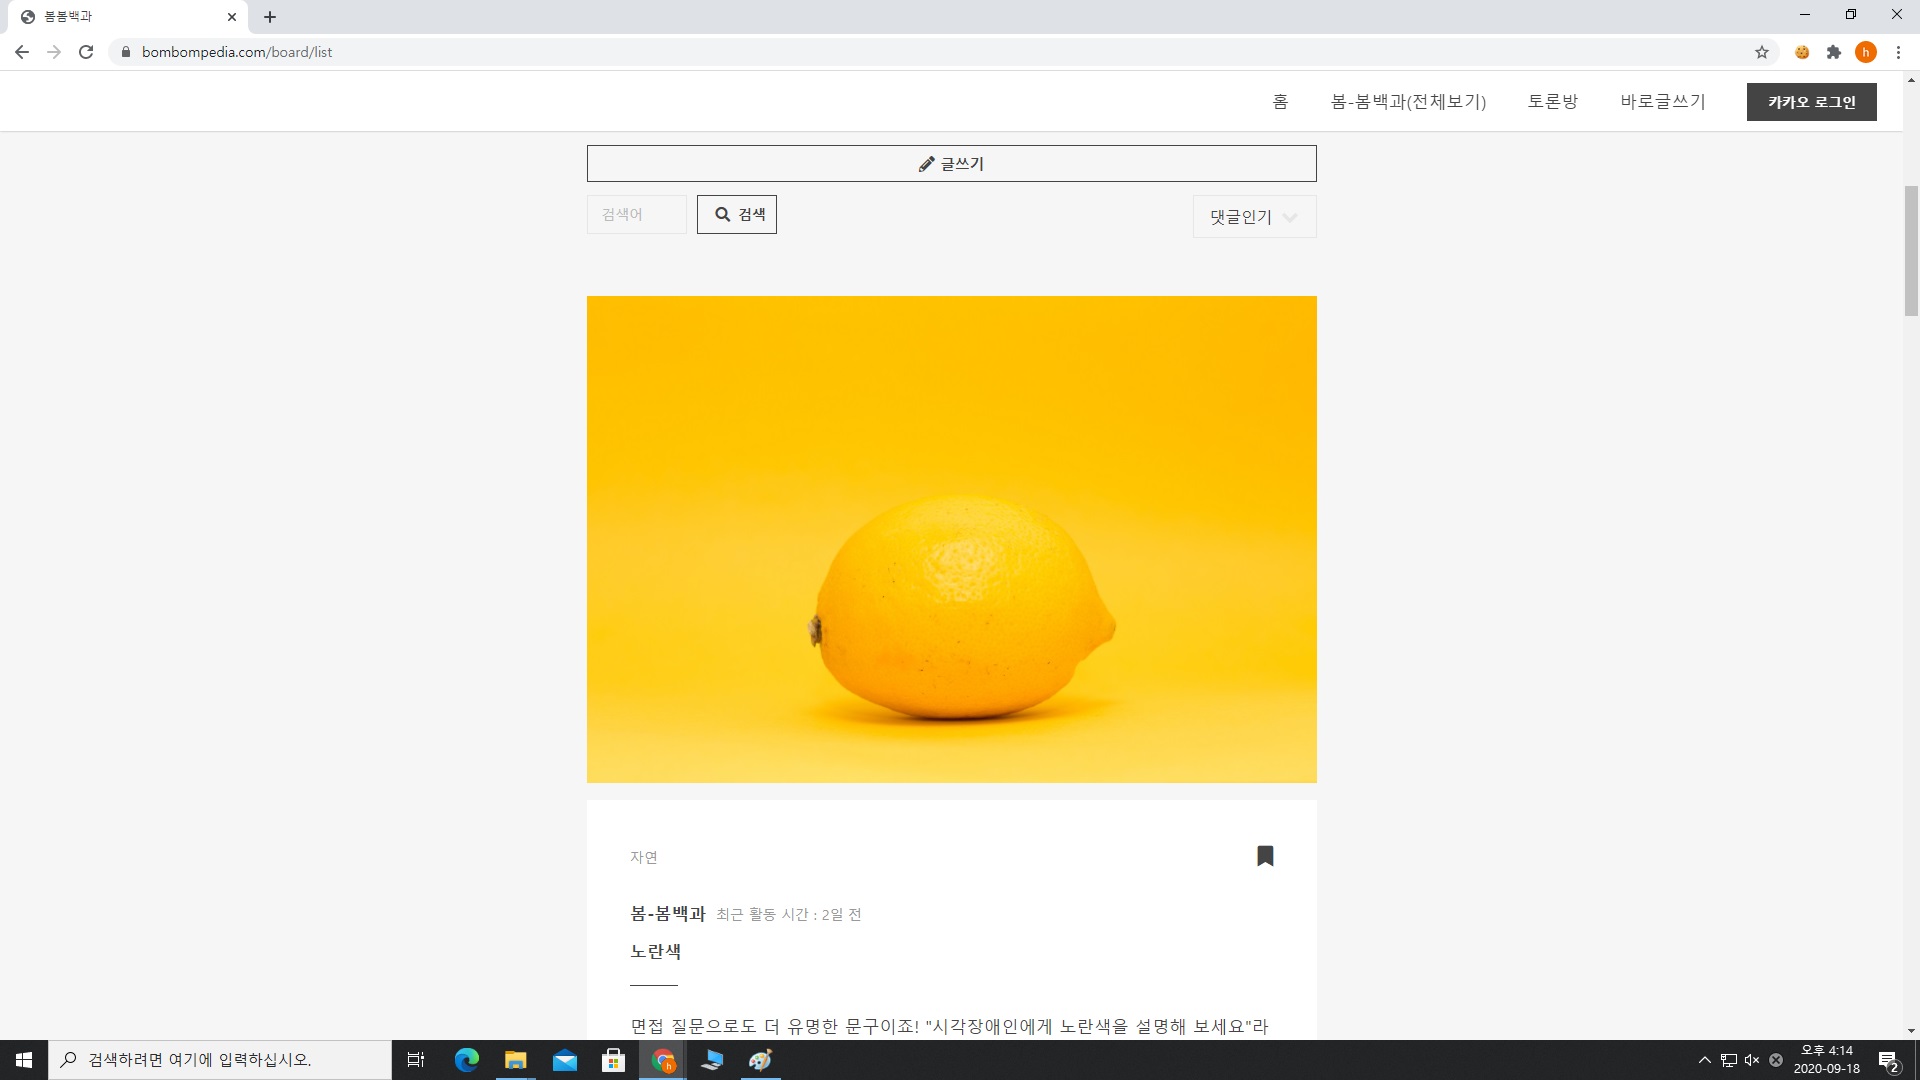 봄봄백과
bombompedia.com/board/list
h
홈 봄-봄백과(전체보기) 토론방 바로글쓰기 카카오 로그인
글쓰기
검색어 검색 댓글인기
자연
봄-봄백과 최근 활동 시간 : 2일 전
노란색
면접 질문으로도 더 유명한 문구이죠! "시각장애인에게 노란색을 설명해 보세요"라
검색하려면 여기에 입력하십시오.
h
오후 4:14
2020-09-18
2